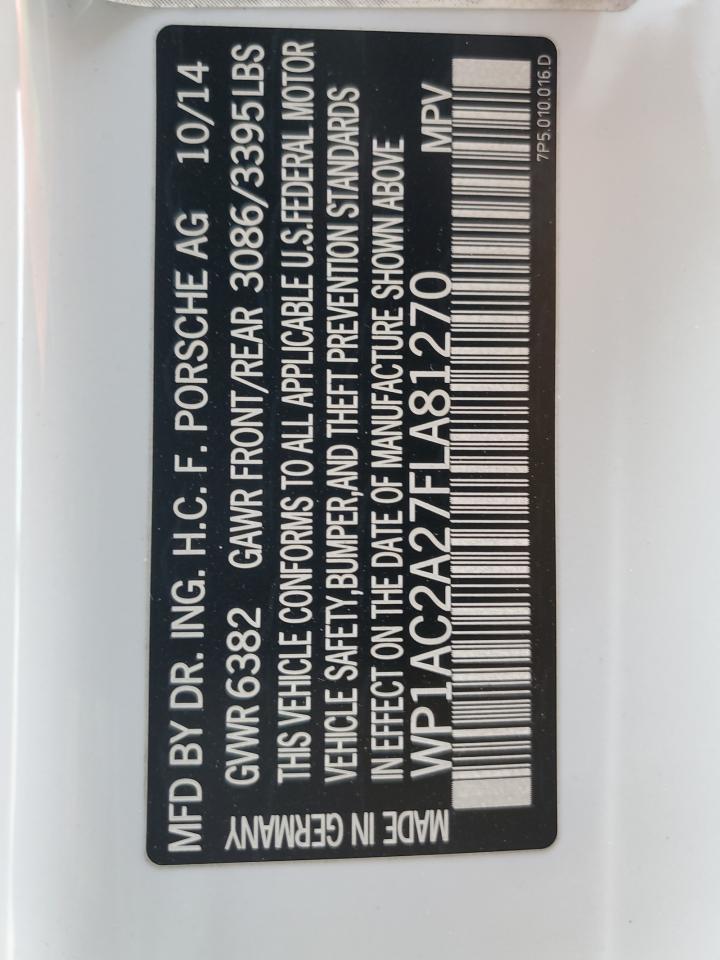 MFD BY DR. ING. H.C. F. PORSCHE AG 10/14
GVWR 6382 GAWR FRONT/REAR 3086/3395 LBS
THIS VEHICLE CONFORMS TO ALL APPLICABLE U.S. FEDERAL MOTOR
VEHICLE SAFETY, BUMPER, AND THEFT PREVENTION STANDARDS
IN EFFECT ON THE DATE OF MANUFACTURE SHOWN ABOVE
WP1AC2A27FLA81270 MPV
MADE IN GERMANY
7P5.010.016.D